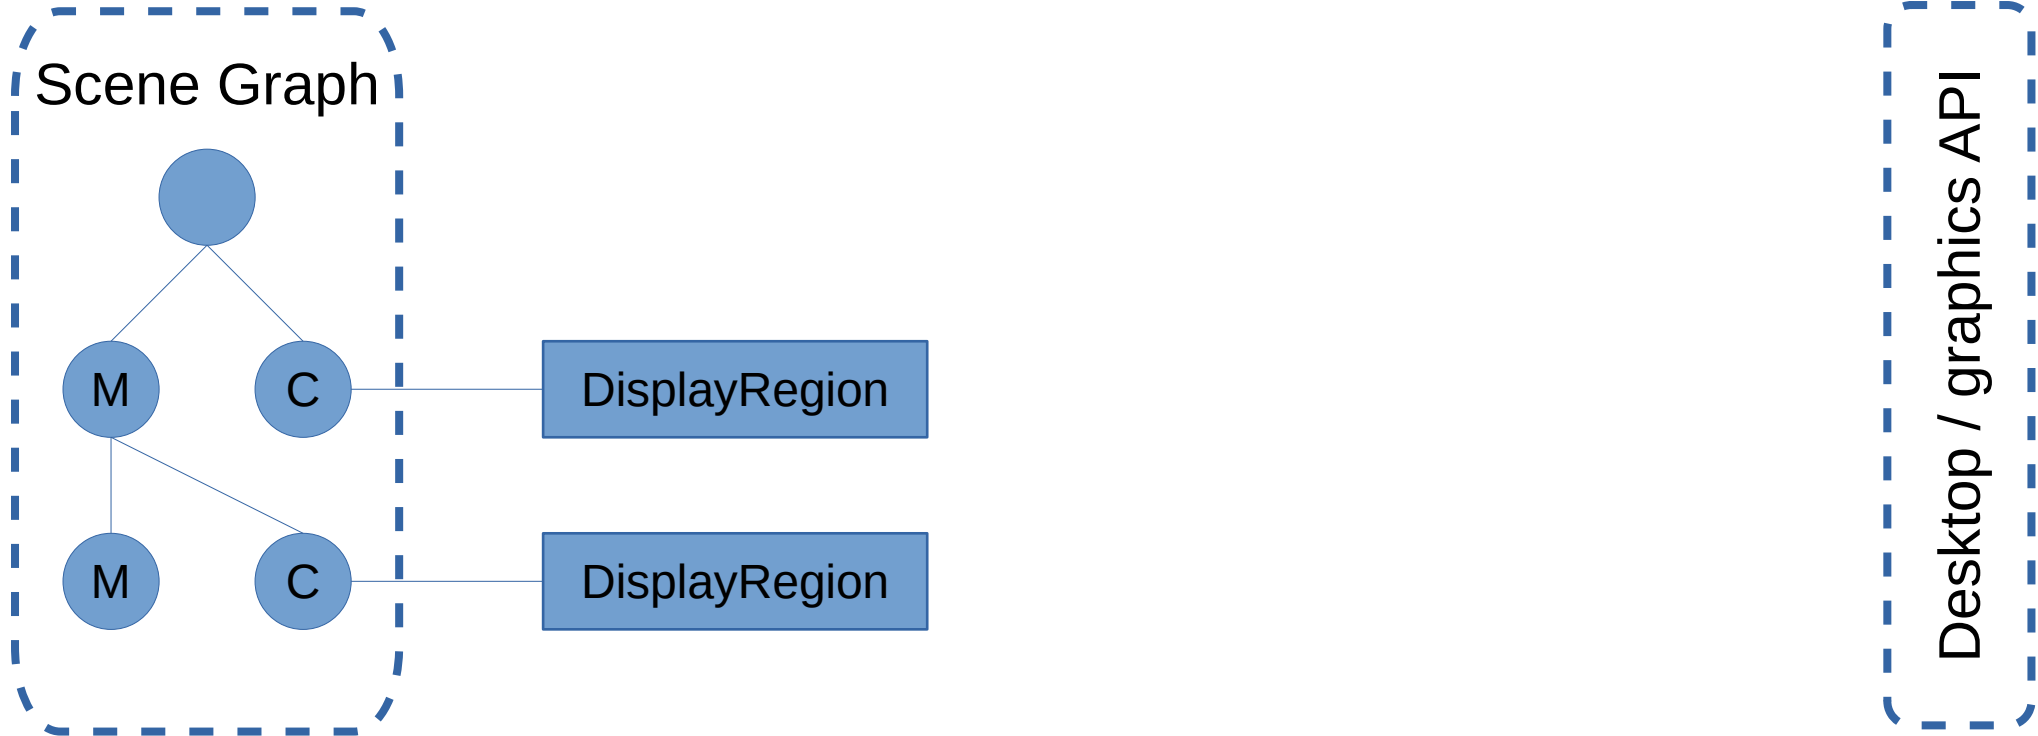 Scene Graph
M
C
DisplayRegion
M
C
DisplayRegion
Desktop / graphics API